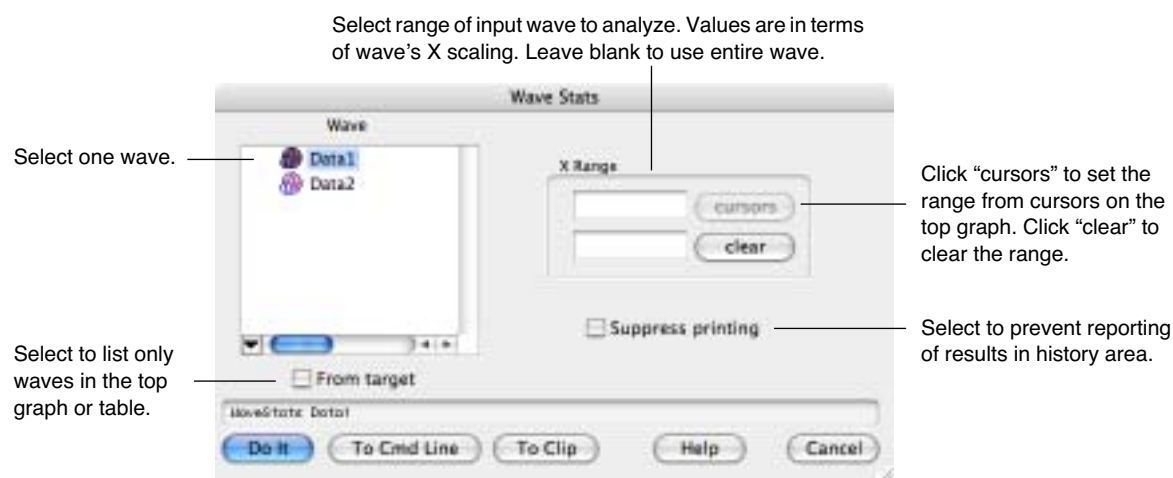 Select range of input wave to analyze. Values are in terms
of wave’s X scaling. Leave blank to use entire wave.
Wave Stats
Wave
Select one wave.
Data1
Data2
X Range
cursors
clear
Click “cursors” to set the
range from cursors on the
top graph. Click “clear” to
clear the range.
Suppress printing
Select to prevent reporting
of results in history area.
Select to list only
waves in the top
graph or table.
From target
WaveStats Data1
Do It
To Cmd Line
To Clip
Help
Cancel